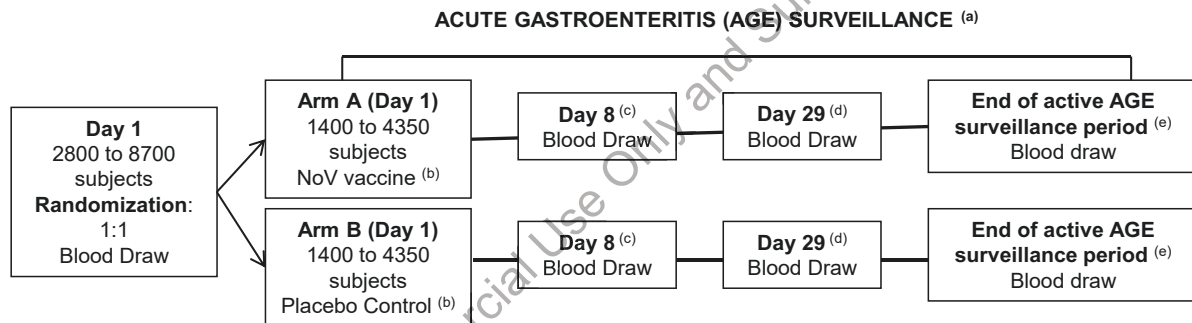 ACUTE GASTROENTERITIS (AGE) SURVEILLANCE (a)
Day 1
2800 to 8700
subjects
Randomization:
1:1
Blood Draw
Arm A (Day 1)
1400 to 4350
subjects
NoV vaccine (b)
Day 8 (c)
Blood Draw
Day 29 (d)
Blood Draw
End of active AGE
surveillance period (e)
Blood draw
Arm B (Day 1)
1400 to 4350
subjects
Placebo Control (b)
Day 8 (c)
Blood Draw
Day 29 (d)
Blood Draw
End of active AGE
surveillance period (e)
Blood draw
Use Only and